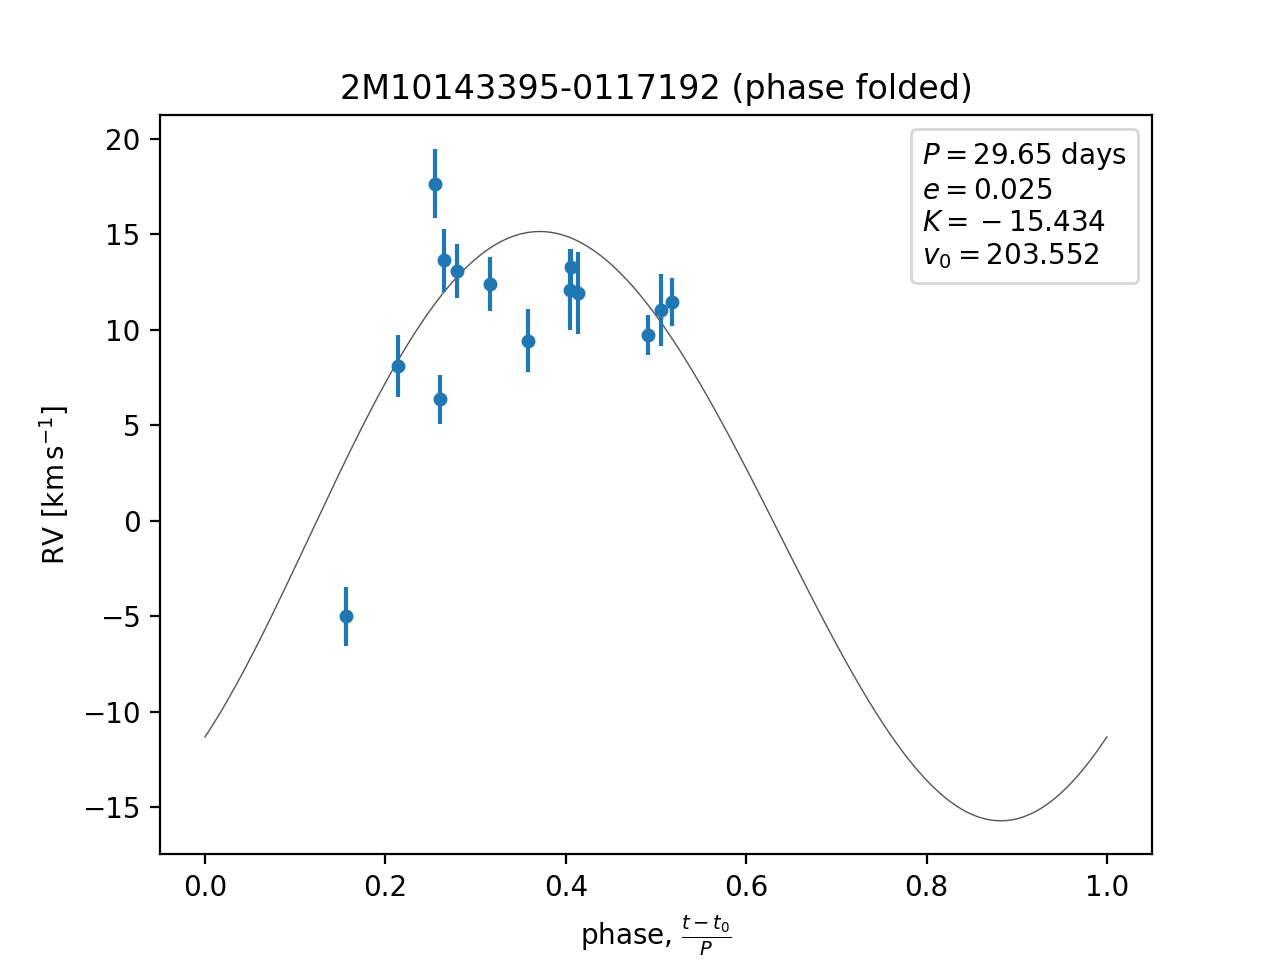 2M10143395-0117192 (phase folded)
P = 29.65 days
e = 0.025
K = −15.434
v₀ = 203.552
20
15
10
5
0
−5
−10
−15
RV [km s⁻¹]
0.0 0.2 0.4 0.6 0.8 1.0
phase, (t − t₀)/P